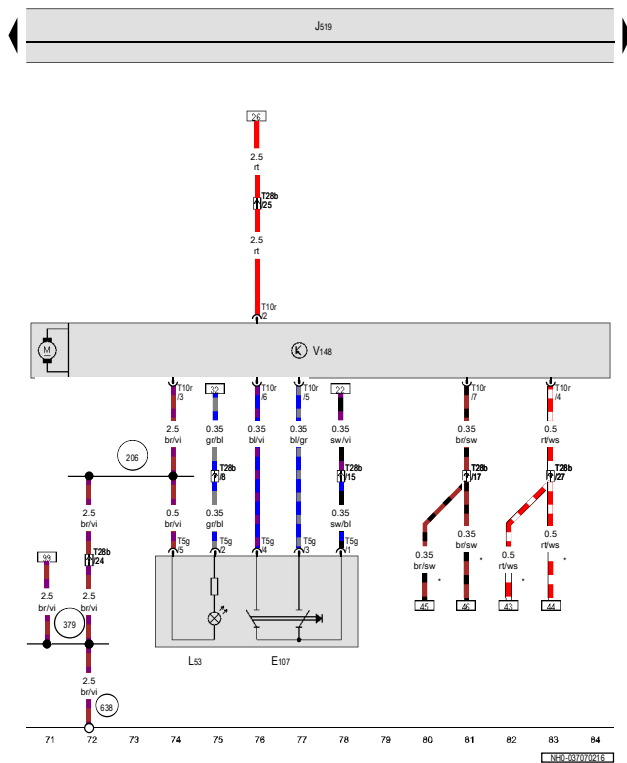 J519
26
2.5
rt
T28b
/25
2.5
rt
T10r
/2
M
K V148
T10r
/3
32
T10r
/6
T10r
/5
22
T10r
/7
T10r
/4
2.5
br/vi
0.35
gr/bl
0.35
bl/vi
0.35
bl/gr
0.35
sw/vi
0.35
br/sw
0.5
rt/ws
206
T28b
/8
T28b
/15
T28b
/17
T28b
/27
2.5
br/vi
0.5
br/vi
0.35
gr/bl
0.35
sw/bl
0.35
br/sw
0.5
rt/ws
T5g
/5
T5g
/2
T5g
/4
T5g
/3
T5g
/1
99
T28b
/24
0.35
br/sw
*
*
0.5
rt/ws
*
*
2.5
br/vi
2.5
br/vi
45
46
43
44
379
L53
E107
2.5
br/vi
638
71 72 73 74 75 76 77 78 79 80 81 82 83 84
NH0-037070216